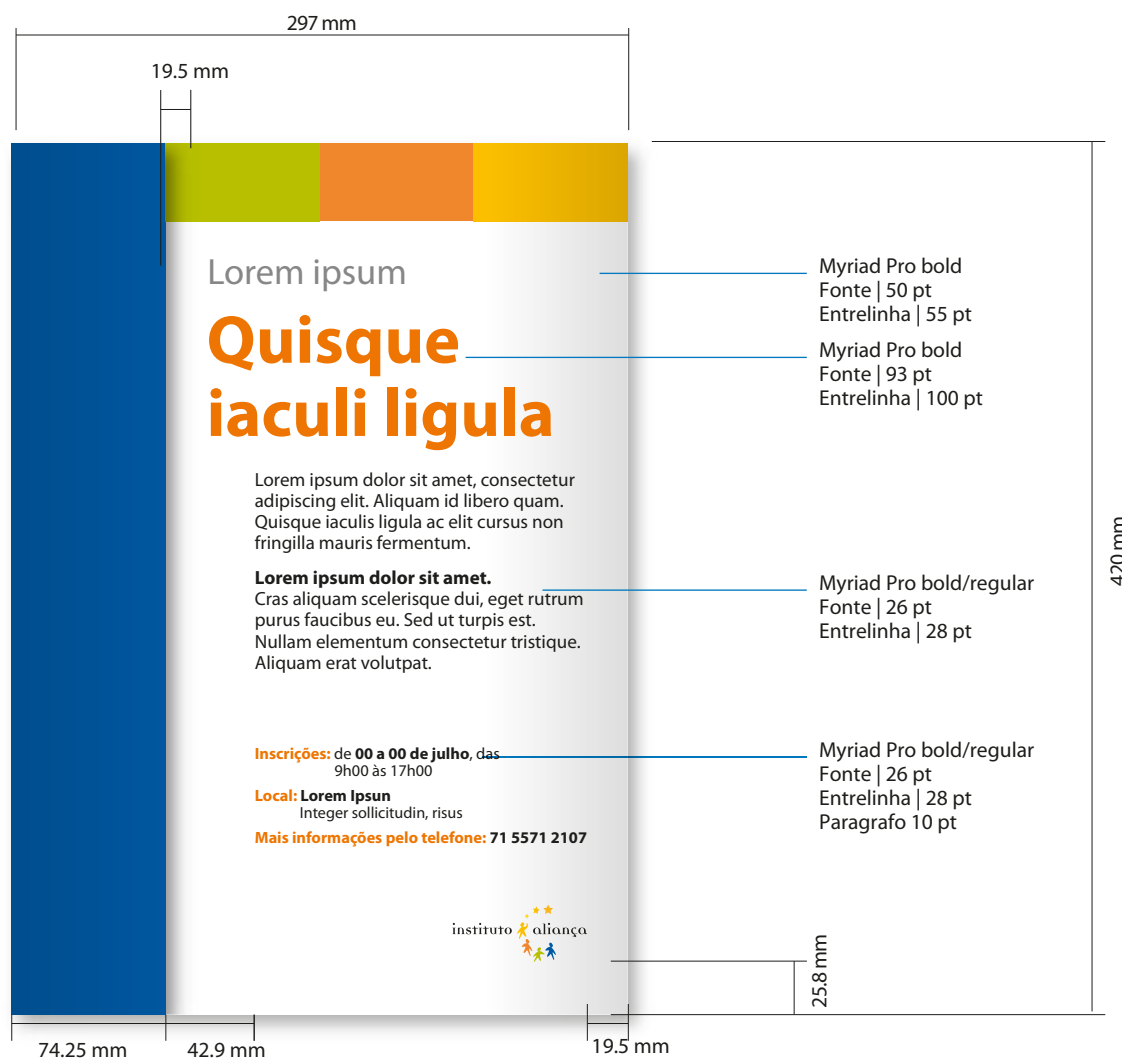 297 mm
19.5 mm
Lorem ipsum
Quisque
iaculi ligula
Lorem ipsum dolor sit amet, consectetur
adipiscing elit. Aliquam id libero quam.
Quisque iaculis ligula ac elit cursus non
fringilla mauris fermentum.
Lorem ipsum dolor sit amet.
Cras aliquam scelerisque dui, eget rutrum
purus faucibus eu. Sed ut turpis est.
Nullam elementum consectetur tristique.
Aliquam erat volutpat.
Inscrições: de 00 a 00 de julho, das
9h00 às 17h00
Local: Lorem Ipsun
Integer sollicitudin, risus
Mais informações pelo telefone: 71 5571 2107
instituto aliança
Myriad Pro bold
Fonte | 50 pt
Entrelinha | 55 pt
Myriad Pro bold
Fonte | 93 pt
Entrelinha | 100 pt
Myriad Pro bold/regular
Fonte | 26 pt
Entrelinha | 28 pt
Myriad Pro bold/regular
Fonte | 26 pt
Entrelinha | 28 pt
Paragrafo 10 pt
420 mm
25.8 mm
74.25 mm
42.9 mm
19.5 mm